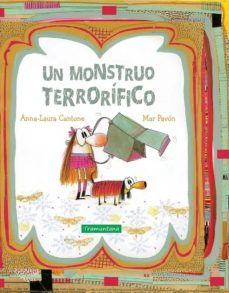 UN MONSTRUO
TERRORÍFICO
Anna-Laura Cantone Mar Pavón
Tramuntana